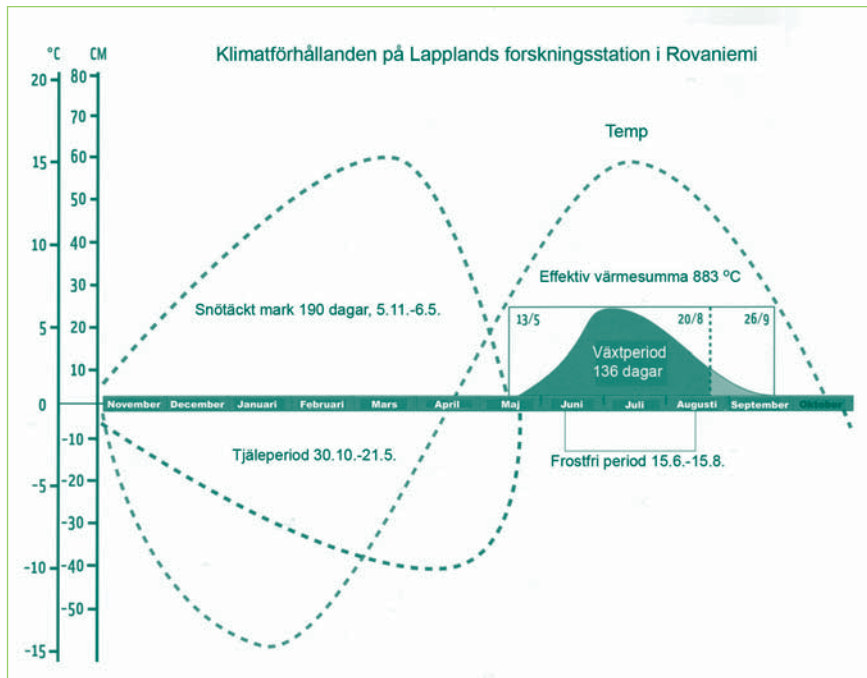 °C CM
Klimatförhållanden på Lapplands forskningsstation i Rovaniemi
20
15
10
5
0
-5
-10
-15
80
70
60
50
40
30
20
10
-10
-20
-30
-40
-50
Temp
Effektiv värmesumma 883 °C
Snötäckt mark 190 dagar, 5.11.-6.5.
13/5 20/8 26/9
Växtperiod
136 dagar
November December Januari Februari Mars April Maj Juni Juli Augusti September Oktober
Tjäleperiod 30.10.-21.5.
Frostfri period 15.6.-15.8.